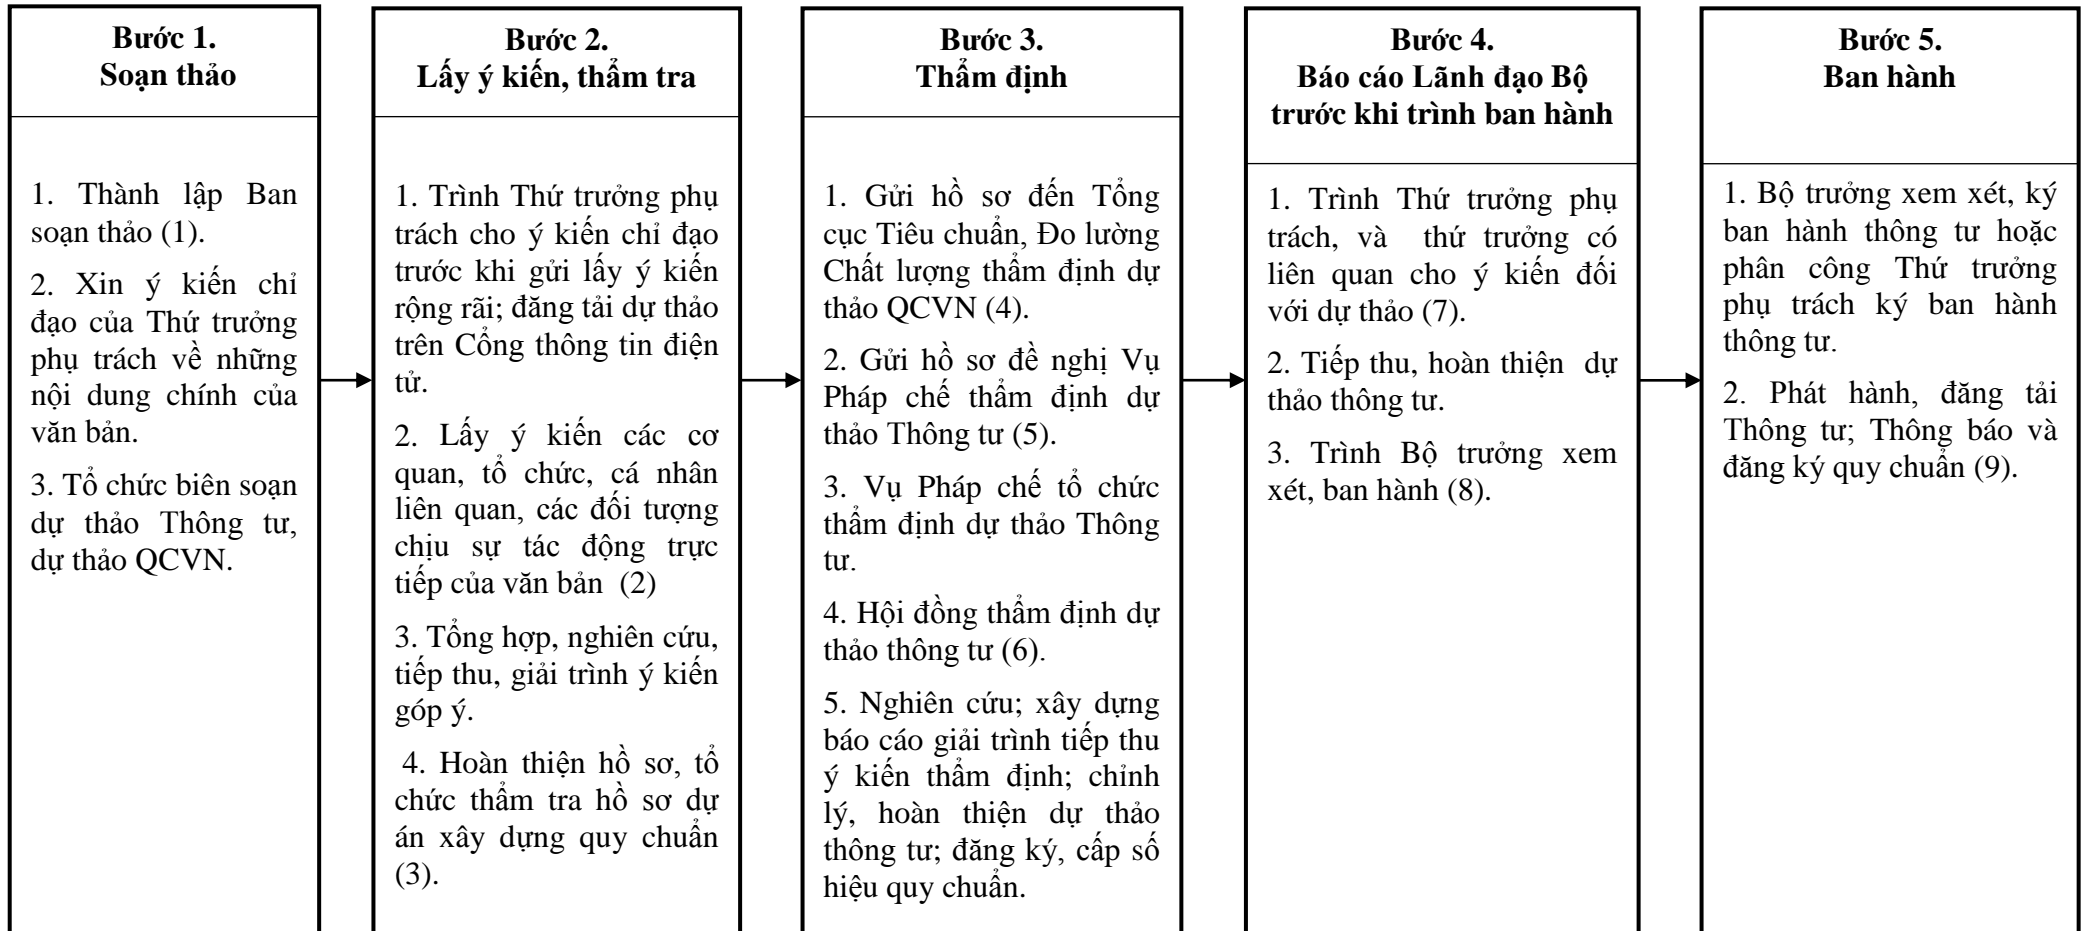 Bước 1.
Soạn thảo
1. Thành lập Ban
soạn thảo (1).
2. Xin ý kiến chỉ
đạo của Thứ trưởng
phụ trách về những
nội dung chính của
văn bản.
3. Tổ chức biên soạn
dự thảo Thông tư,
dự thảo QCVN.
Bước 2.
Lấy ý kiến, thẩm tra
1. Trình Thứ trưởng phụ
trách cho ý kiến chỉ đạo
trước khi gửi lấy ý kiến
rộng rãi; đăng tải dự thảo
trên Cổng thông tin điện
tử.
2. Lấy ý kiến các cơ
quan, tổ chức, cá nhân
liên quan, các đối tượng
chịu sự tác động trực
tiếp của văn bản (2)
3. Tổng hợp, nghiên cứu,
tiếp thu, giải trình ý kiến
góp ý.
4. Hoàn thiện hồ sơ, tổ
chức thẩm tra hồ sơ dự
án xây dựng quy chuẩn
(3).
Bước 3.
Thẩm định
1. Gửi hồ sơ đến Tổng
cục Tiêu chuẩn, Đo lường
Chất lượng thẩm định dự
thảo QCVN (4).
2. Gửi hồ sơ đề nghị Vụ
Pháp chế thẩm định dự
thảo Thông tư (5).
3. Vụ Pháp chế tổ chức
thẩm định dự thảo Thông
tư.
4. Hội đồng thẩm định dự
thảo thông tư (6).
5. Nghiên cứu; xây dựng
báo cáo giải trình tiếp thu
ý kiến thẩm định; chỉnh
lý, hoàn thiện dự thảo
thông tư; đăng ký, cấp số
hiệu quy chuẩn.
Bước 4.
Báo cáo Lãnh đạo Bộ
trước khi trình ban hành
1. Trình Thứ trưởng phụ
trách, và thứ trưởng có
liên quan cho ý kiến đối
với dự thảo (7).
2. Tiếp thu, hoàn thiện dự
thảo thông tư.
3. Trình Bộ trưởng xem
xét, ban hành (8).
Bước 5.
Ban hành
1. Bộ trưởng xem xét, ký
ban hành thông tư hoặc
phân công Thứ trưởng
phụ trách ký ban hành
thông tư.
2. Phát hành, đăng tải
Thông tư; Thông báo và
đăng ký quy chuẩn (9).